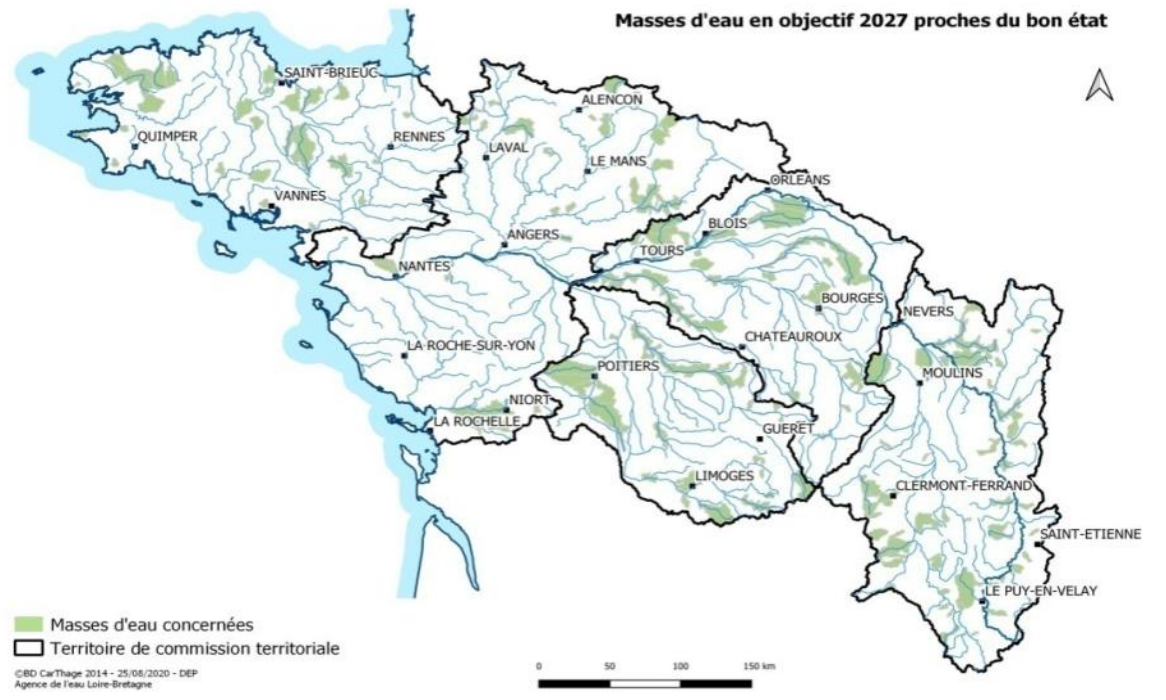 Masses d'eau en objectif 2027 proches du bon état
SAINT-BRIEUC
ALENCON
QUIMPER
RENNES
LAVAL
LE MANS
ORLEANS
VANNES
BLOIS
ANGERS
TOURS
NANTES
BOURGES
NEVERS
CHATEAUROUX
LA ROCHE-SUR-YON
POITIERS
MOULINS
NIORT
LA ROCHELLE
GUERET
LIMOGES
CLERMONT-FERRAND
SAINT-ETIENNE
LE PUY-EN-VELAY
Masses d'eau concernées
Territoire de commission territoriale
©BD CarThage 2014 - 25/08/2020 - DEP
Agence de l'eau Loire-Bretagne
0 50 100 150 km